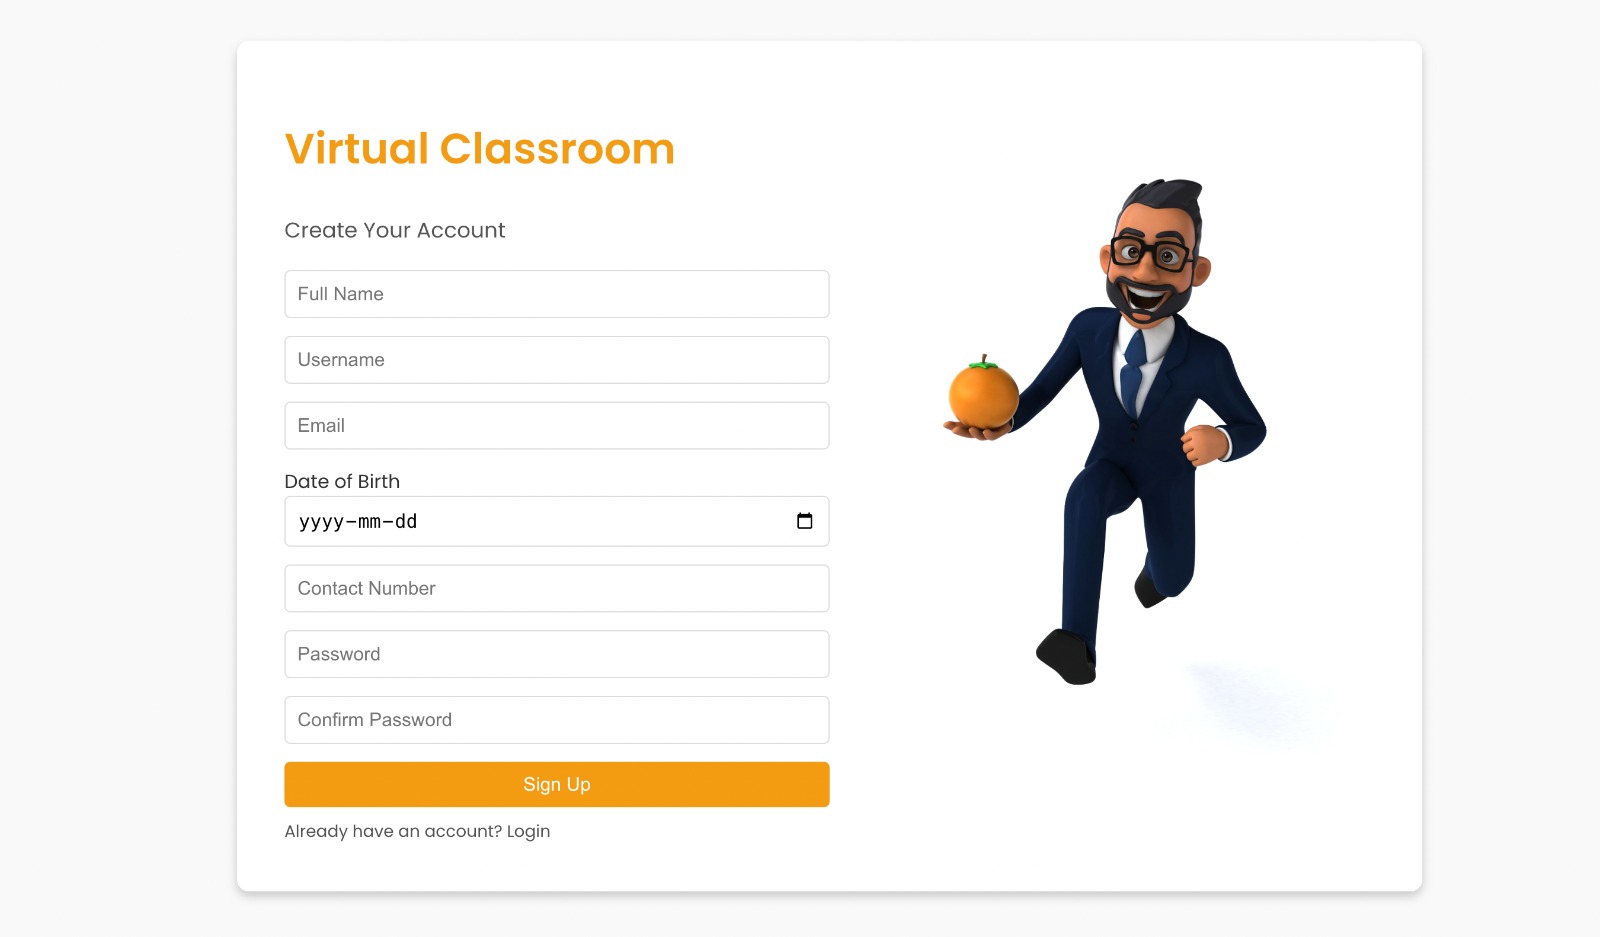 Virtual Classroom
Create Your Account
Full Name
Username
Email
Date of Birth
yyyy-mm-dd
Contact Number
Password
Confirm Password
Sign Up
Already have an account? Login